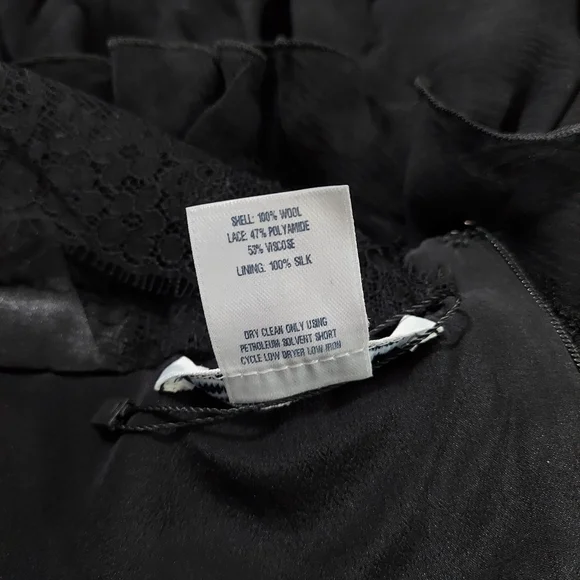 SHELL: 100% WOOL
LACE: 47% POLYAMIDE
53% VISCOSE
LINING: 100% SILK
DRY CLEAN ONLY USING
PETROLEUM SOLVENT SHORT
CYCLE LOW DRYER LOW IRON